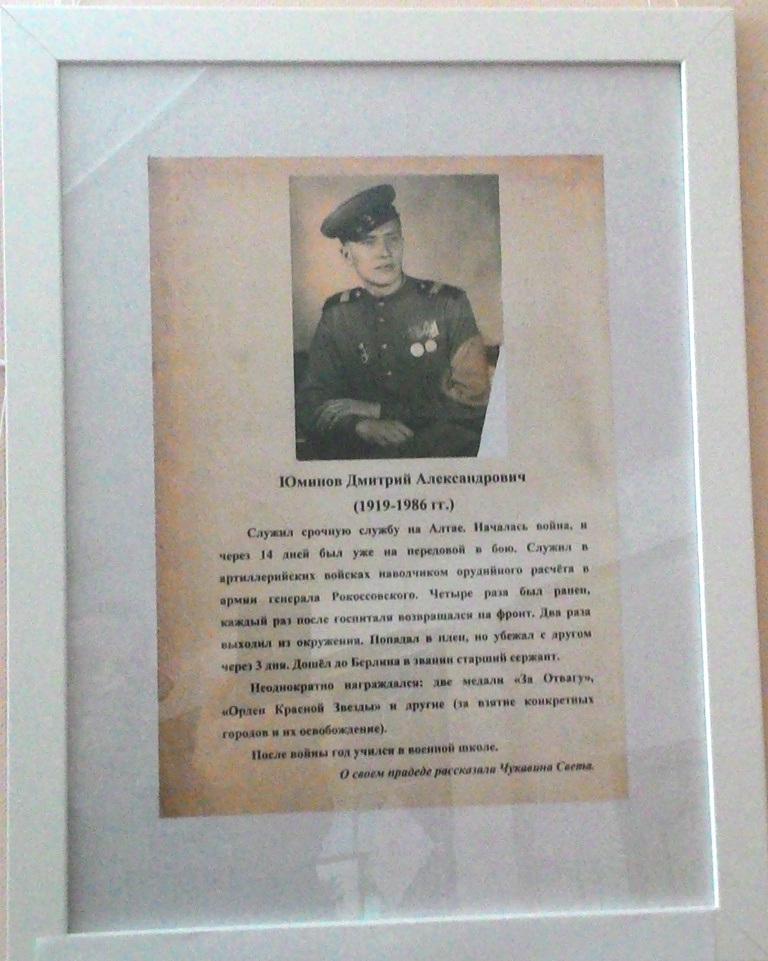 Юминов Дмитрий Александрович
(1919-1986 гг.)
Служил срочную службу на Алтае. Началась война, и
через 14 дней был уже на передовой в бою. Служил в
артиллерийских войсках наводчиком орудийного расчёта в
армии генерала Рокоссовского. Четыре раза был ранен,
каждый раз после госпиталя возвращался на фронт. Два раза
выходил из окружения. Попадал в плен, но убежал с другом
через 3 дня. Дошёл до Берлина в звании старший сержант.
Неоднократно награждался: две медали «За Отвагу»,
«Орден Красной Звезды» и другие (за взятие конкретных
городов и их освобождение).
После войны год учился в военной школе.
О своем прадеде рассказала Чукавина Света.